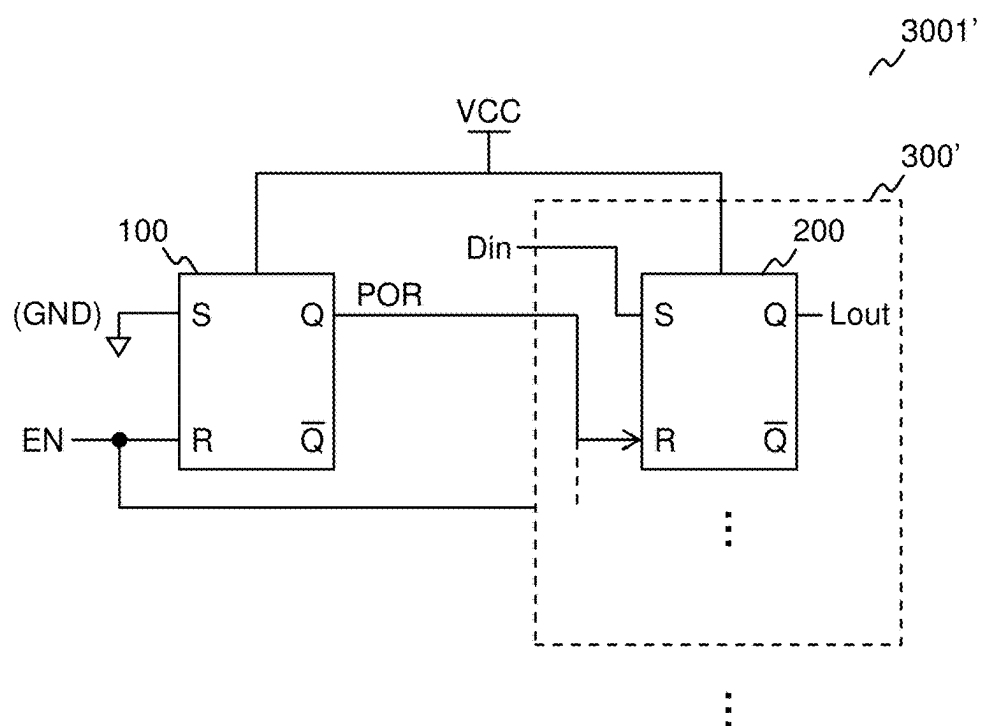 3001'
VCC
300'
100
Din
200
(GND)
S
Q
POR
S
Q
Lout
EN
R
Q̅
R
Q̅